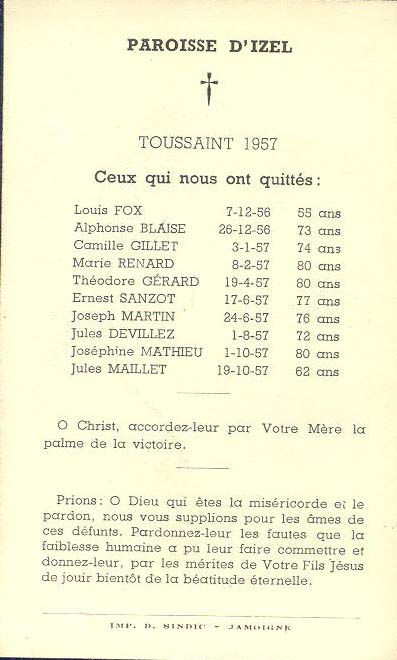 PAROISSE D'IZEL
TOUSSAINT 1957
Ceux qui nous ont quittés :
Louis FOX 7-12-56 55 ans
Alphonse BLAISE 26-12-56 73 ans
Camille GILLET 3-1-57 74 ans
Marie RENARD 8-2-57 80 ans
Théodore GÉRARD 19-4-57 80 ans
Ernest SANZOT 17-6-57 77 ans
Joseph MARTIN 24-6-57 76 ans
Jules DEVILLEZ 1-8-57 72 ans
Joséphine MATHIEU 1-10-57 80 ans
Jules MAILLET 19-10-57 62 ans
O Christ, accordez-leur par Votre Mère la
palme de la victoire.
Prions : O Dieu qui êtes la miséricorde et le
pardon, nous vous supplions pour les âmes de
ces défunts. Pardonnez-leur les fautes que la
faiblesse humaine a pu leur faire commettre et
donnez-leur, par les mérites de Votre Fils Jésus
de jouir bientôt de la béatitude éternelle.
IMP. D. SINDIC - JAMOIGNE